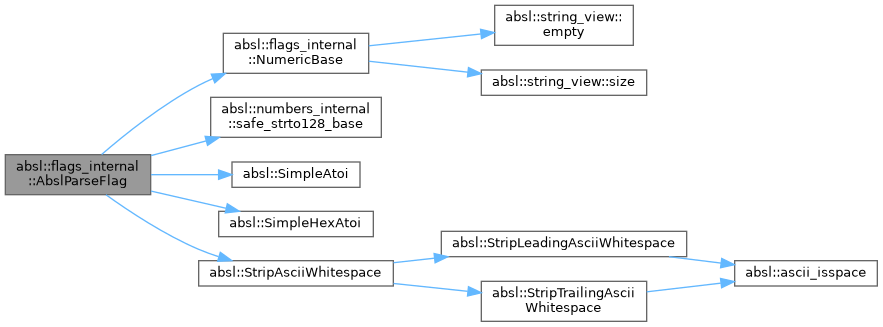 absl::flags_internal
::AbslParseFlag
absl::flags_internal
::NumericBase
absl::string_view::
empty
absl::string_view::size
absl::numbers_internal
::safe_strto128_base
absl::SimpleAtoi
absl::SimpleHexAtoi
absl::StripAsciiWhitespace
absl::StripLeadingAsciiWhitespace
absl::StripTrailingAscii
Whitespace
absl::ascii_isspace